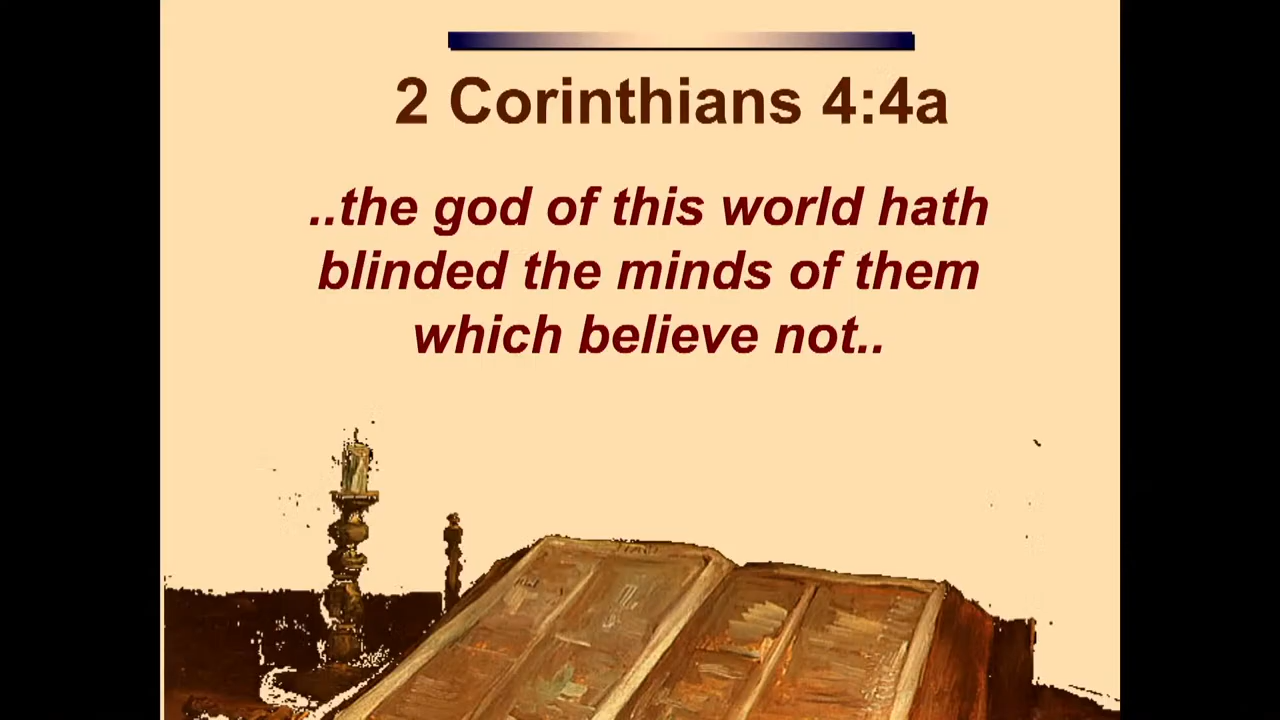 2 Corinthians 4:4a
..the god of this world hath
blinded the minds of them
which believe not..